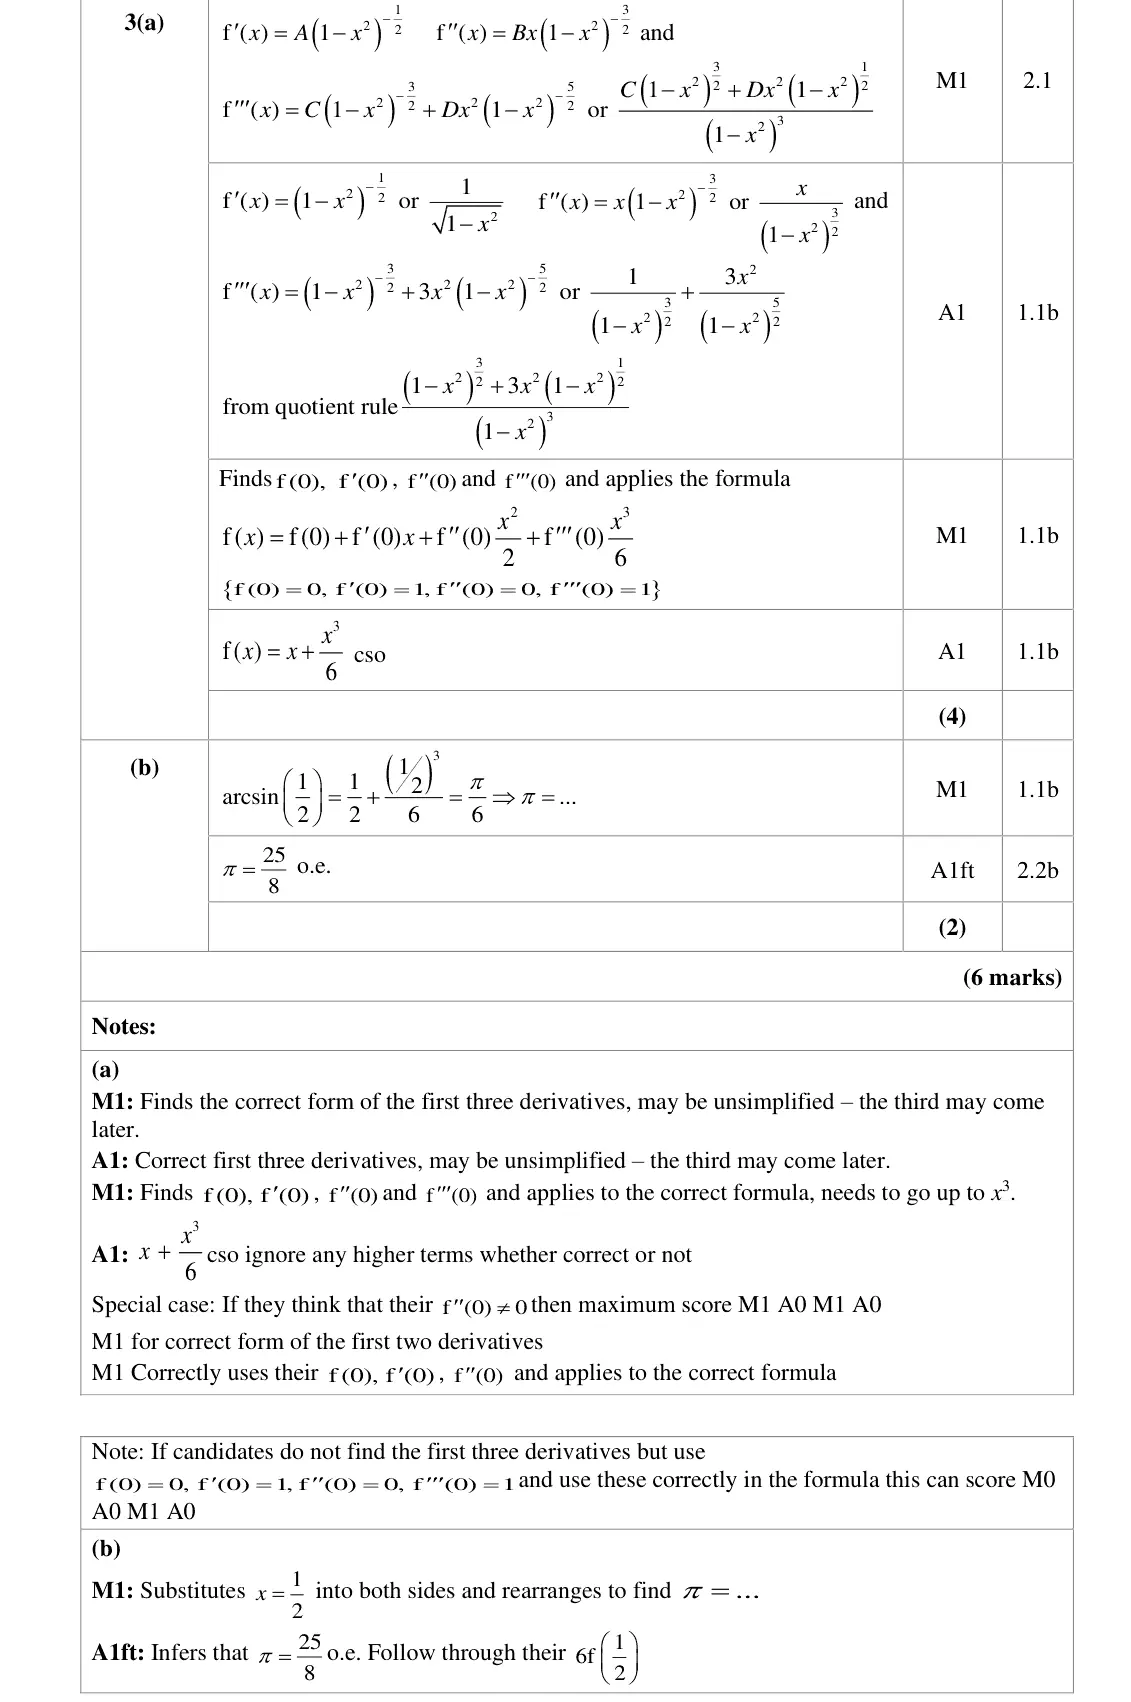 3(a)
f′(x) = A(1 − x²)^(−1/2) f″(x) = Bx(1 − x²)^(−3/2) and
f‴(x) = C(1 − x²)^(−3/2) + Dx²(1 − x²)^(−5/2) or (C(1 − x²)^(3/2) + Dx²(1 − x²)^(1/2))/(1 − x²)³
M1 2.1
f′(x) = (1 − x²)^(−1/2) or 1/√(1 − x²) f″(x) = x(1 − x²)^(−3/2) or x/(1 − x²)^(3/2) and
f‴(x) = (1 − x²)^(−3/2) + 3x²(1 − x²)^(−5/2) or 1/(1 − x²)^(3/2) + 3x²/(1 − x²)^(5/2)
A1 1.1b
from quotient rule ((1 − x²)^(3/2) + 3x²(1 − x²)^(1/2))/(1 − x²)³
Finds f(0), f′(0), f″(0) and f‴(0) and applies the formula
f(x) = f(0) + f′(0)x + f″(0) x²/2 + f‴(0) x³/6
M1 1.1b
{f(0) = 0, f′(0) = 1, f″(0) = 0, f‴(0) = 1}
f(x) = x + x³/6 cso
A1 1.1b
(4)
(b)
arcsin(1/2) = 1/2 + (1/2)³/6 = π/6 ⇒ π = ...
M1 1.1b
π = 25/8 o.e.
A1ft 2.2b
(2)
(6 marks)
Notes:
(a)
M1: Finds the correct form of the first three derivatives, may be unsimplified – the third may come
later.
A1: Correct first three derivatives, may be unsimplified – the third may come later.
M1: Finds f(0), f′(0), f″(0) and f‴(0) and applies to the correct formula, needs to go up to x³.
A1: x + x³/6 cso ignore any higher terms whether correct or not
Special case: If they think that their f″(0) ≠ 0 then maximum score M1 A0 M1 A0
M1 for correct form of the first two derivatives
M1 Correctly uses their f(0), f′(0), f″(0) and applies to the correct formula
Note: If candidates do not find the first three derivatives but use
f(0) = 0, f′(0) = 1, f″(0) = 0, f‴(0) = 1 and use these correctly in the formula this can score M0
A0 M1 A0
(b)
M1: Substitutes x = 1/2 into both sides and rearranges to find π = ...
A1ft: Infers that π = 25/8 o.e. Follow through their 6f(1/2)